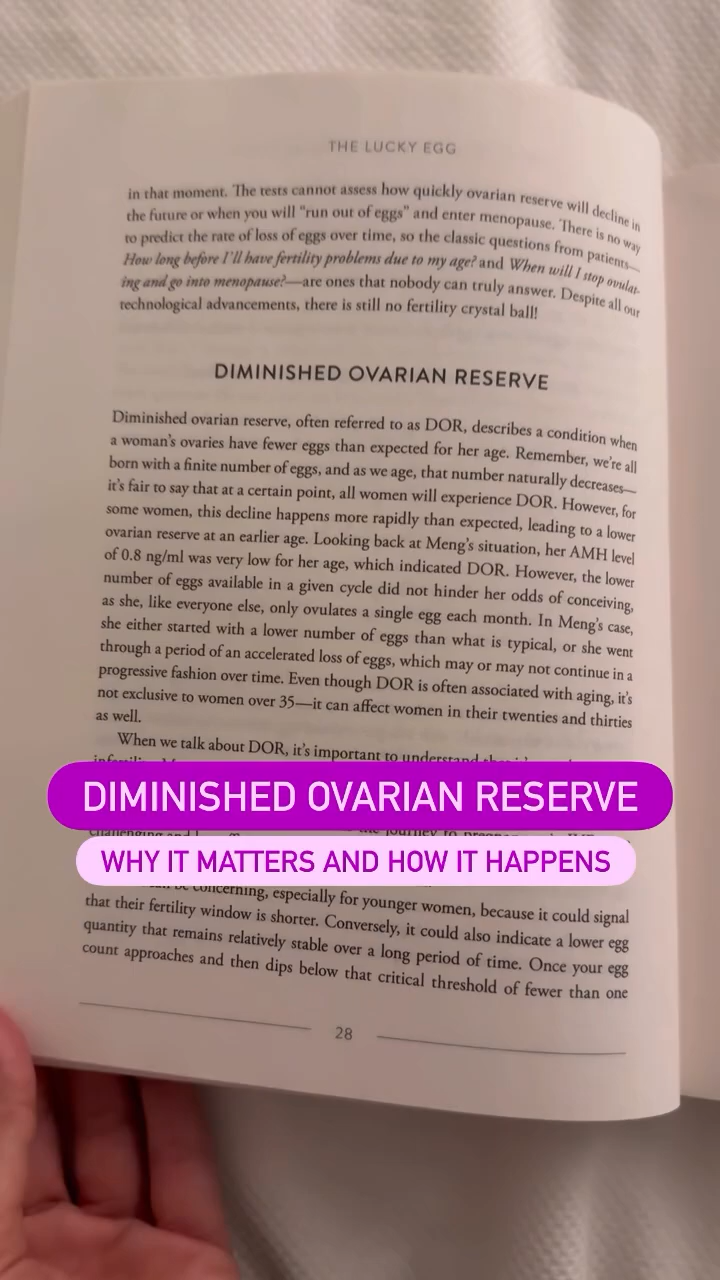 THE LUCKY EGG
in that moment. The tests cannot assess how quickly ovarian reserve will decline in
the future or when you will "run out of eggs" and enter menopause. There is no way
to predict the rate of loss of eggs over time, so the classic questions from patients—
How long before I'll have fertility problems due to my age? and When will I stop ovulat-
ing and go into menopause?—are ones that nobody can truly answer. Despite all our
technological advancements, there is still no fertility crystal ball!
DIMINISHED OVARIAN RESERVE
Diminished ovarian reserve, often referred to as DOR, describes a condition when
a woman's ovaries have fewer eggs than expected for her age. Remember, we're all
born with a finite number of eggs, and as we age, that number naturally decreases—
it's fair to say that at a certain point, all women will experience DOR. However, for
some women, this decline happens more rapidly than expected, leading to a lower
ovarian reserve at an earlier age. Looking back at Meng's situation, her AMH level
of 0.8 ng/ml was very low for her age, which indicated DOR. However, the lower
number of eggs available in a given cycle did not hinder her odds of conceiving,
as she, like everyone else, only ovulates a single egg each month. In Meng's case,
she either started with a lower number of eggs than what is typical, or she went
through a period of an accelerated loss of eggs, which may or may not continue in a
progressive fashion over time. Even though DOR is often associated with aging, it's
not exclusive to women over 35—it can affect women in their twenties and thirties
as well.
When we talk about DOR, it's important to understand
DIMINISHED OVARIAN RESERVE
challenging and
WHY IT MATTERS AND HOW IT HAPPENS
be concerning, especially for younger women, because it could signal
that their fertility window is shorter. Conversely, it could also indicate a lower egg
quantity that remains relatively stable over a long period of time. Once your egg
count approaches and then dips below that critical threshold of fewer than one
28